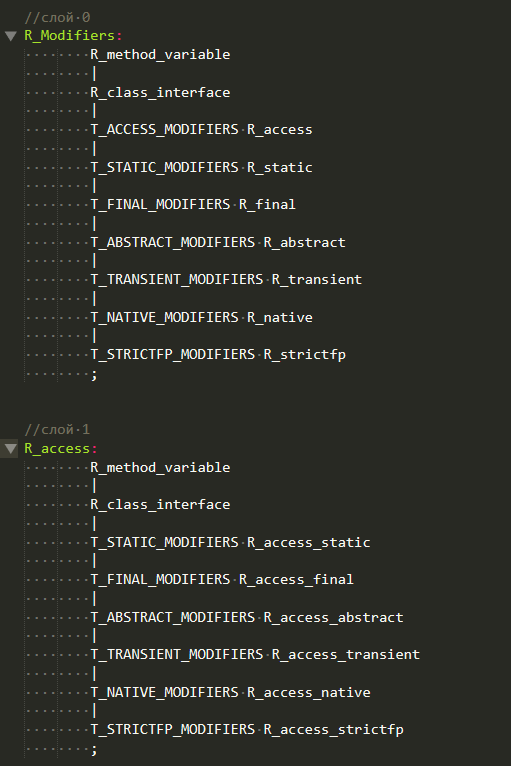 //слой 0
R_Modifiers:
R_method_variable
|
R_class_interface
|
T_ACCESS_MODIFIERS R_access
|
T_STATIC_MODIFIERS R_static
|
T_FINAL_MODIFIERS R_final
|
T_ABSTRACT_MODIFIERS R_abstract
|
T_TRANSIENT_MODIFIERS R_transient
|
T_NATIVE_MODIFIERS R_native
|
T_STRICTFP_MODIFIERS R_strictfp
;
//слой 1
R_access:
R_method_variable
|
R_class_interface
|
T_STATIC_MODIFIERS R_access_static
|
T_FINAL_MODIFIERS R_access_final
|
T_ABSTRACT_MODIFIERS R_access_abstract
|
T_TRANSIENT_MODIFIERS R_access_transient
|
T_NATIVE_MODIFIERS R_access_native
|
T_STRICTFP_MODIFIERS R_access_strictfp
;